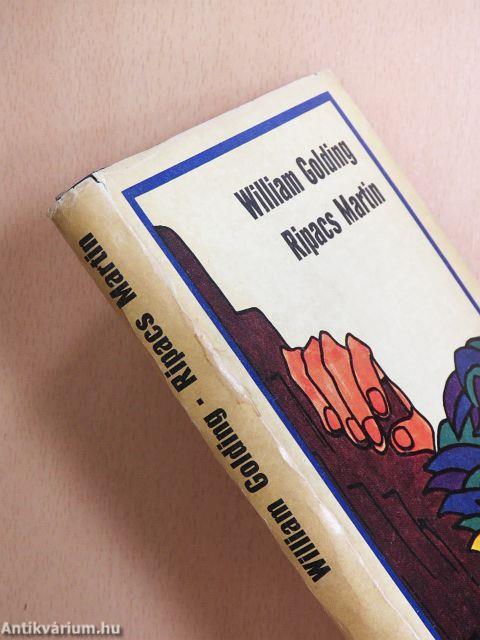 William Golding
Ripacs Martin
William Golding - Ripacs Martin
Antikvárium.hu